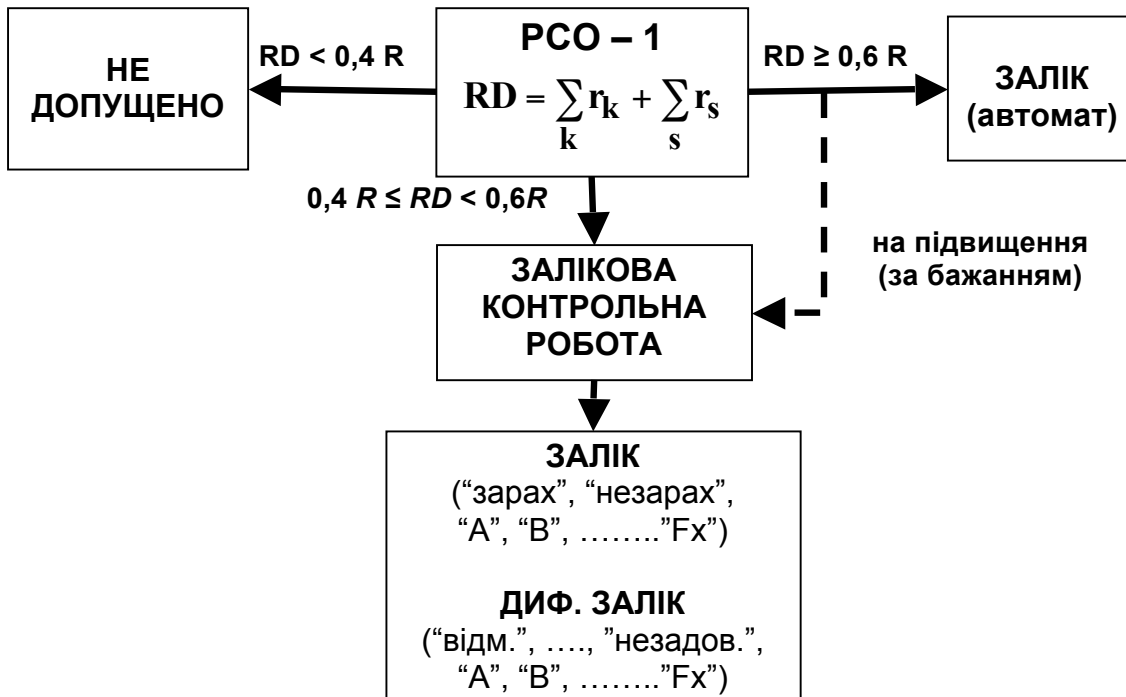 НЕ
ДОПУЩЕНО
RD < 0,4 R
РСО – 1
RD = ∑ r_k + ∑ r_s
k s
RD ≥ 0,6 R
ЗАЛІК
(автомат)
0,4 R ≤ RD < 0,6R
на підвищення
(за бажанням)
ЗАЛІКОВА
КОНТРОЛЬНА
РОБОТА
ЗАЛІК
(“зарах”, “незарах”,
“А”, “В”, ……..”Fx”)
ДИФ. ЗАЛІК
(“відм.”, …., ”незадов.”,
“А”, “В”, ……..”Fx”)